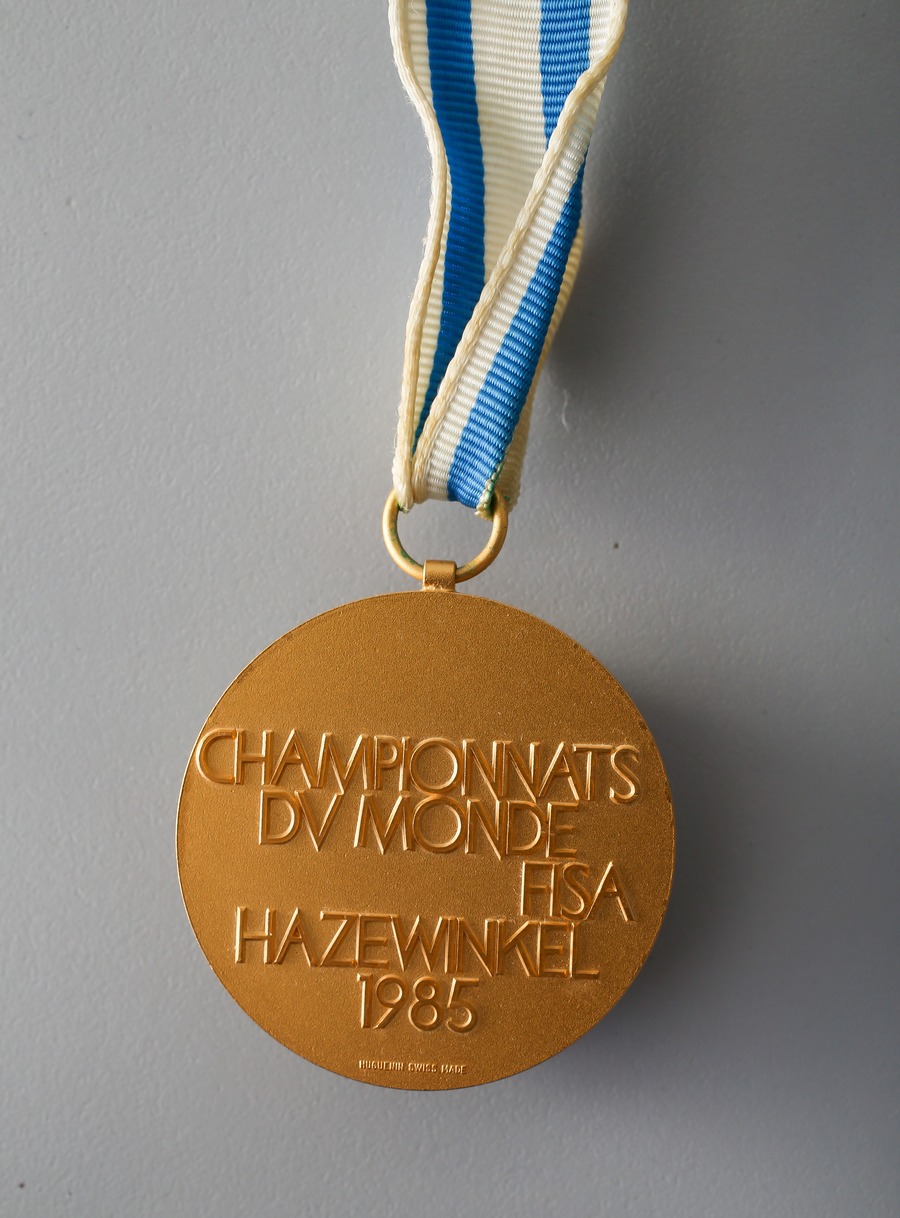 CHAMPIONNATS
DV MONDE
FISA
HAZEWINKEL
1985
HUGUENIN SWISS MADE